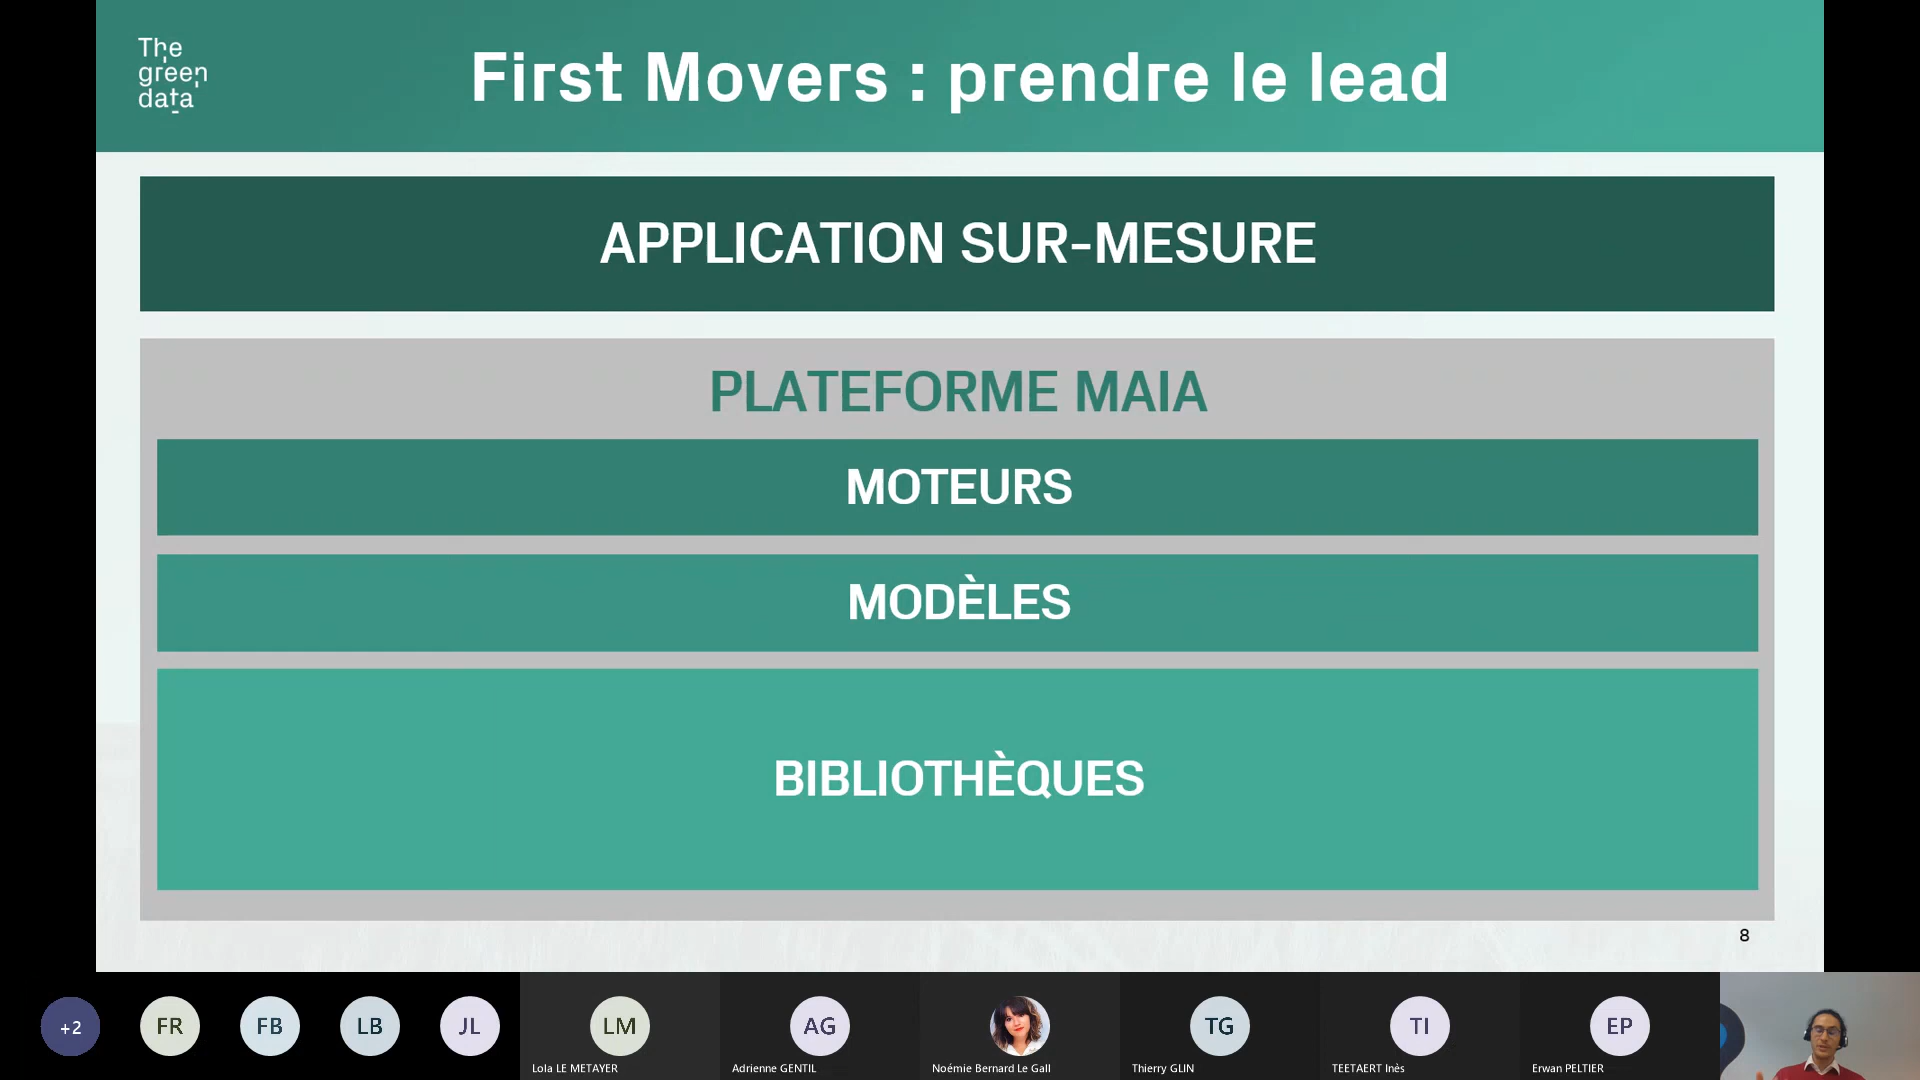 The
green
data
First Movers : prendre le lead
APPLICATION SUR-MESURE
PLATEFORME MAIA
MOTEURS
MODÈLES
BIBLIOTHÈQUES
8
+2
FR
FB
LB
JL
LM
AG
TG
TI
EP
Lola LE METAYER
Adrienne GENTIL
Noémie Bernard Le Gall
Thierry GLIN
TEETAERT Inès
Erwan PELTIER